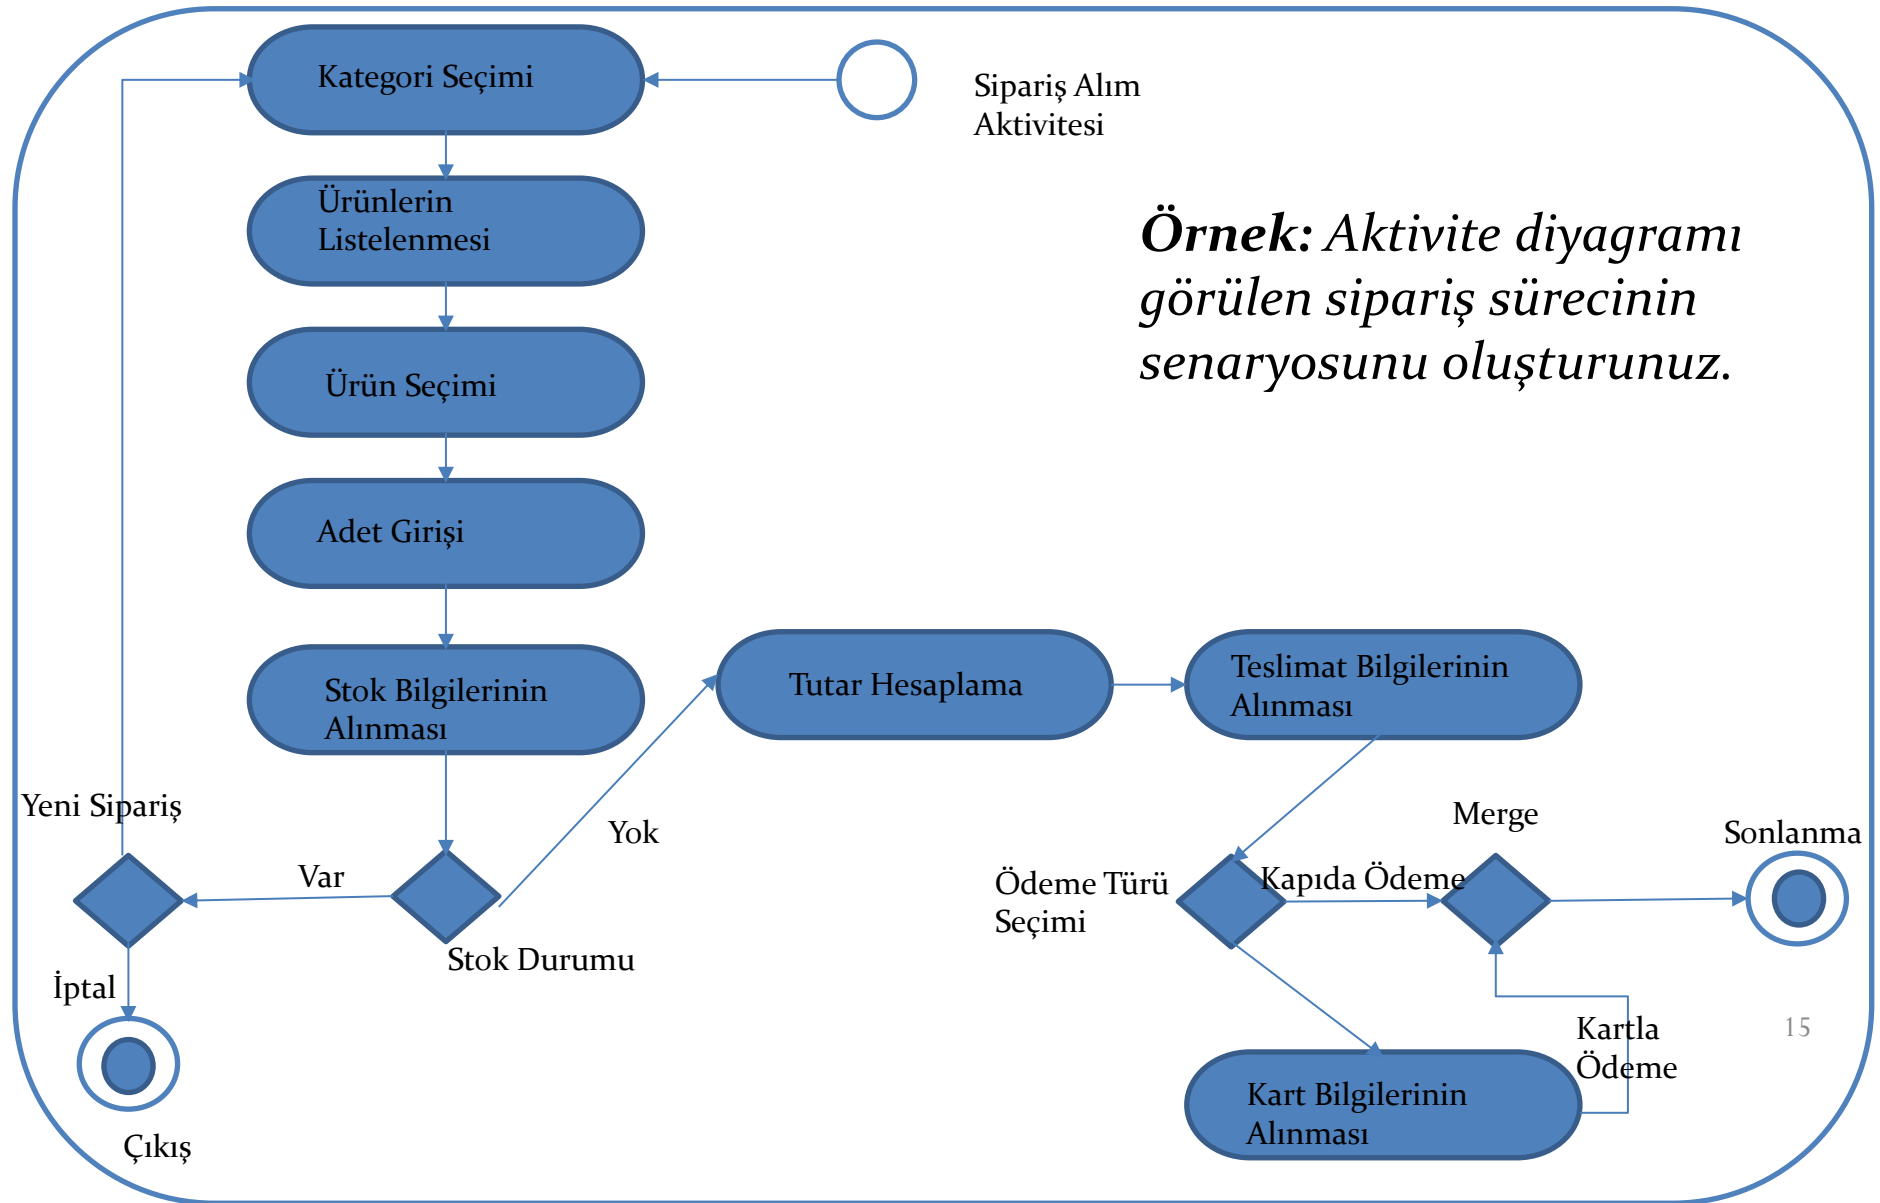 Kategori Seçimi
Sipariş Alım
Aktivitesi
Ürünlerin
Listelenmesi
Örnek: Aktivite diyagramı
görülen sipariş sürecinin
senaryosunu oluşturunuz.
Ürün Seçimi
Adet Girişi
Stok Bilgilerinin
Alınması
Tutar Hesaplama
Teslimat Bilgilerinin
Alınması
Yeni Sipariş
Yok
Merge
Sonlanma
Var
Ödeme Türü
Seçimi
Kapıda Ödeme
Stok Durumu
İptal
Kartla
Ödeme
15
Kart Bilgilerinin
Alınması
Çıkış